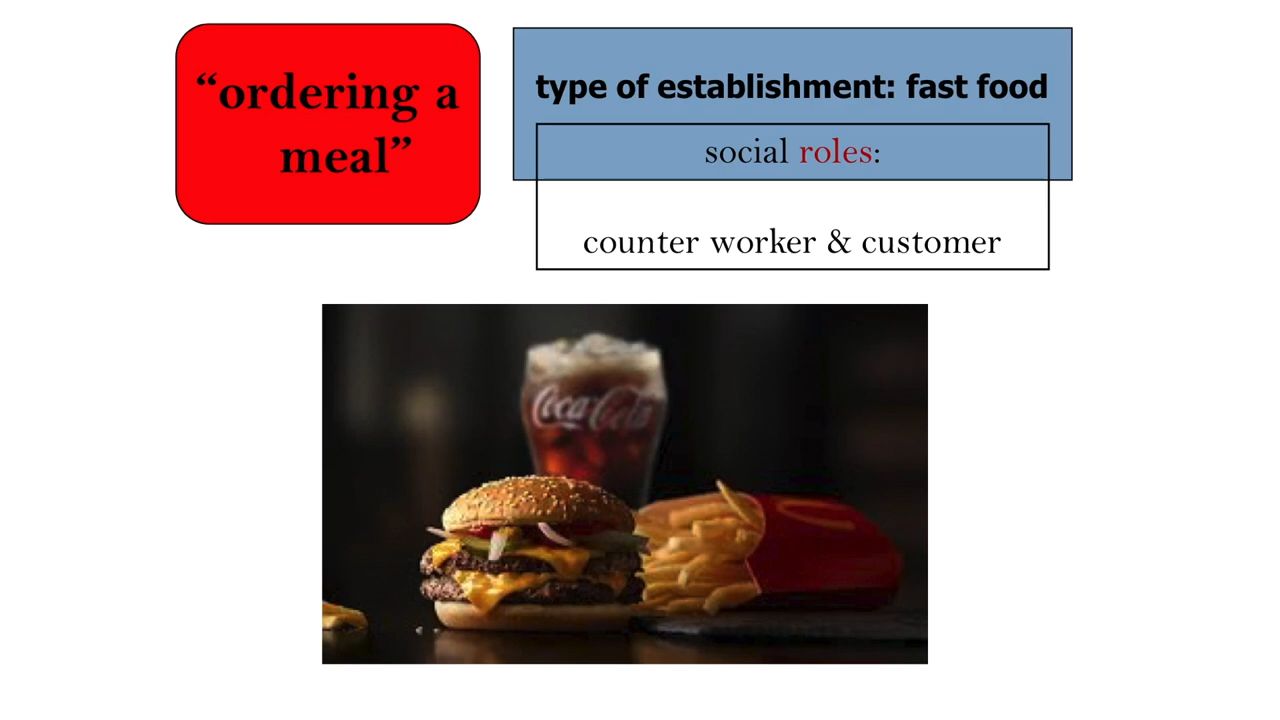 “ordering a
meal”
type of establishment: fast food
social roles:
counter worker & customer
Coca Cola